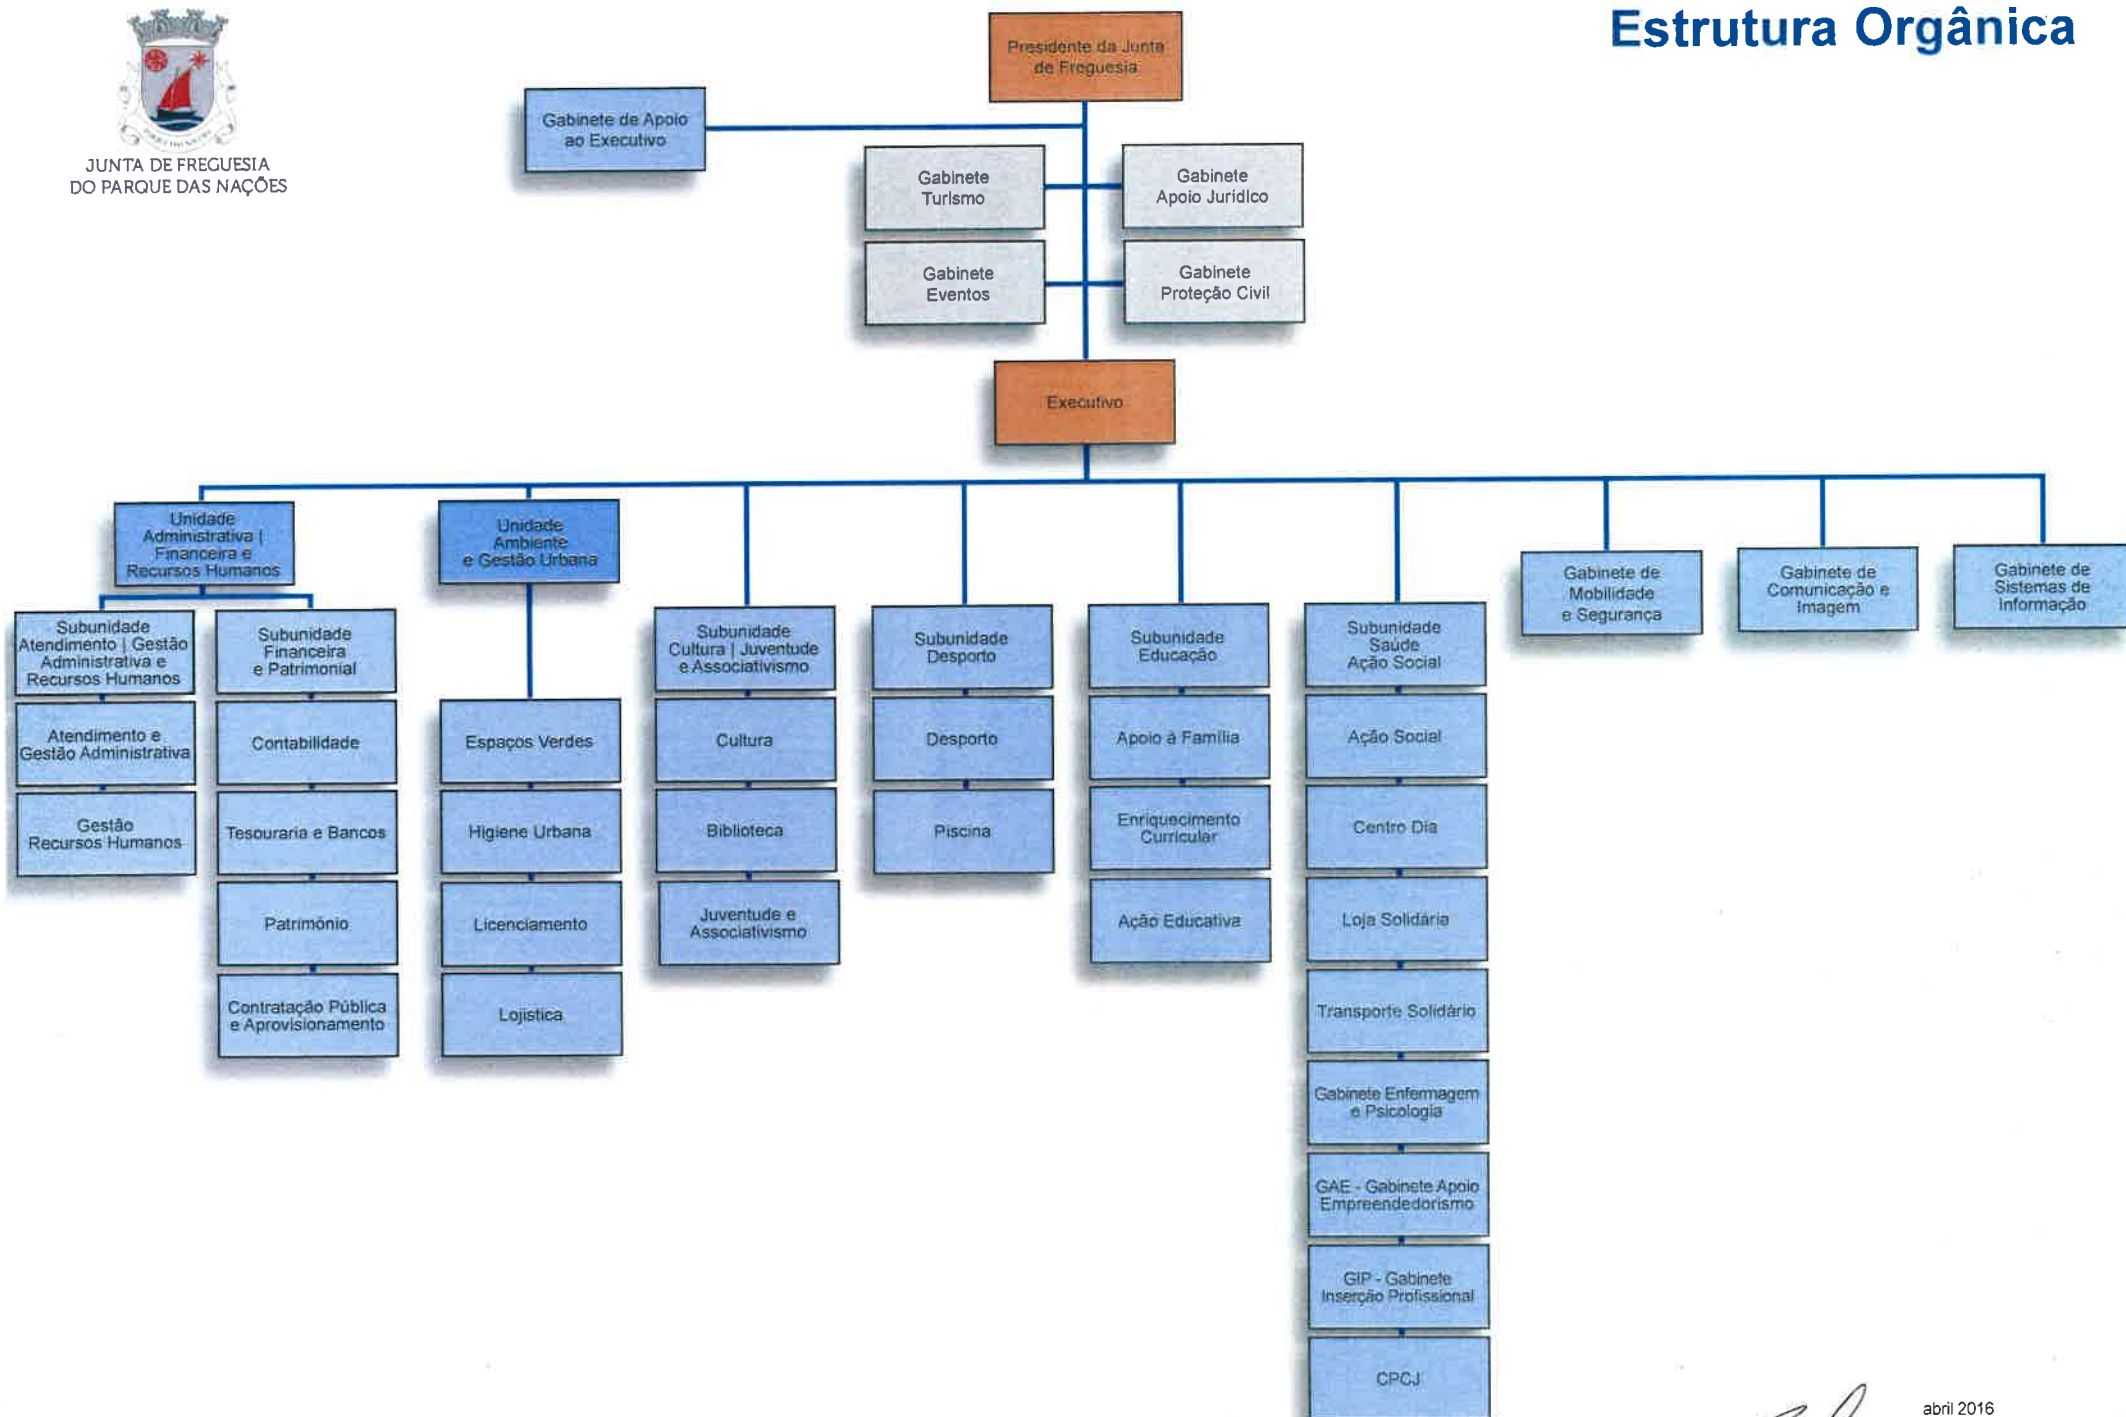 Estrutura Orgânica
JUNTA DE FREGUESIA
DO PARQUE DAS NAÇÕES
Presidente da Junta
de Freguesia
Gabinete de Apoio
ao Executivo
Gabinete
Turismo
Gabinete
Apoio Jurídico
Gabinete
Eventos
Gabinete
Proteção Civil
Executivo
Unidade
Administrativa |
Financeira e
Recursos Humanos
Unidade
Ambiente
e Gestão Urbana
Gabinete de
Mobilidade
e Segurança
Gabinete de
Comunicação e
Imagem
Gabinete de
Sistemas de
Informação
Subunidade
Atendimento | Gestão
Administrativa e
Recursos Humanos
Atendimento e
Gestão Administrativa
Gestão
Recursos Humanos
Subunidade
Financeira
e Patrimonial
Contabilidade
Tesouraria e Bancos
Património
Contratação Pública
e Aprovisionamento
Espaços Verdes
Higiene Urbana
Licenciamento
Lojística
Subunidade
Cultura | Juventude
e Associativismo
Cultura
Biblioteca
Juventude e
Associativismo
Subunidade
Desporto
Desporto
Piscina
Subunidade
Educação
Apoio à Família
Enriquecimento
Curricular
Ação Educativa
Subunidade
Saúde
Ação Social
Ação Social
Centro Dia
Loja Solidária
Transporte Solidário
Gabinete Enfermagem
e Psicologia
GAE - Gabinete Apoio
Empreendedorismo
GIP - Gabinete
Inserção Profissional
CPCJ
abril 2016